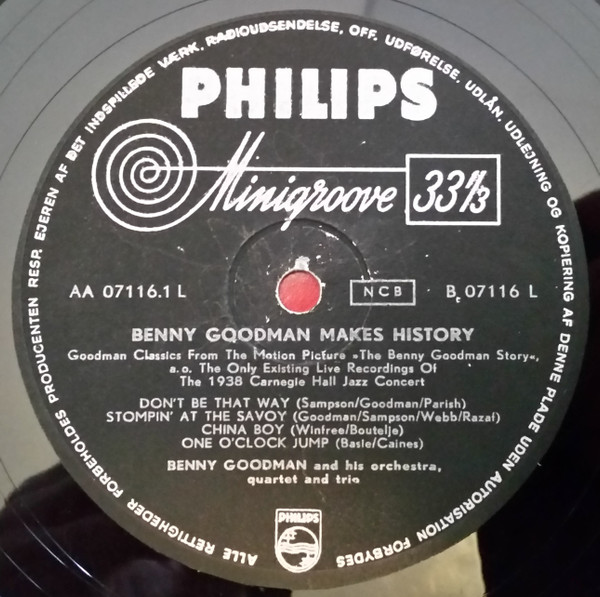 ALLE RETTIGHEDER FORBEHOLDES PRODUCENTEN RESP. EJEREN AF DET INDSPILLEDE VÆRK. RADIOUDSENDELSE, OFF. UDFØRELSE, UDLÅN, UDLEJNING OG KOPIERING AF DENNE PLADE UDEN AUTORISATION FORBYDES
PHILIPS
Minigroove 33⅓
AA 07116.1 L NCB B 07116 L
BENNY GOODMAN MAKES HISTORY
Goodman Classics From The Motion Picture »The Benny Goodman Story«,
a.o. The Only Existing Live Recordings Of
The 1938 Carnegie Hall Jazz Concert
DON'T BE THAT WAY (Sampson/Goodman/Parish)
STOMPIN' AT THE SAVOY (Goodman/Sampson/Webb/Razaf)
CHINA BOY (Winfree/Boutelje)
ONE O'CLOCK JUMP (Basie/Caines)
BENNY GOODMAN and his orchestra,
quartet and trio
PHILIPS